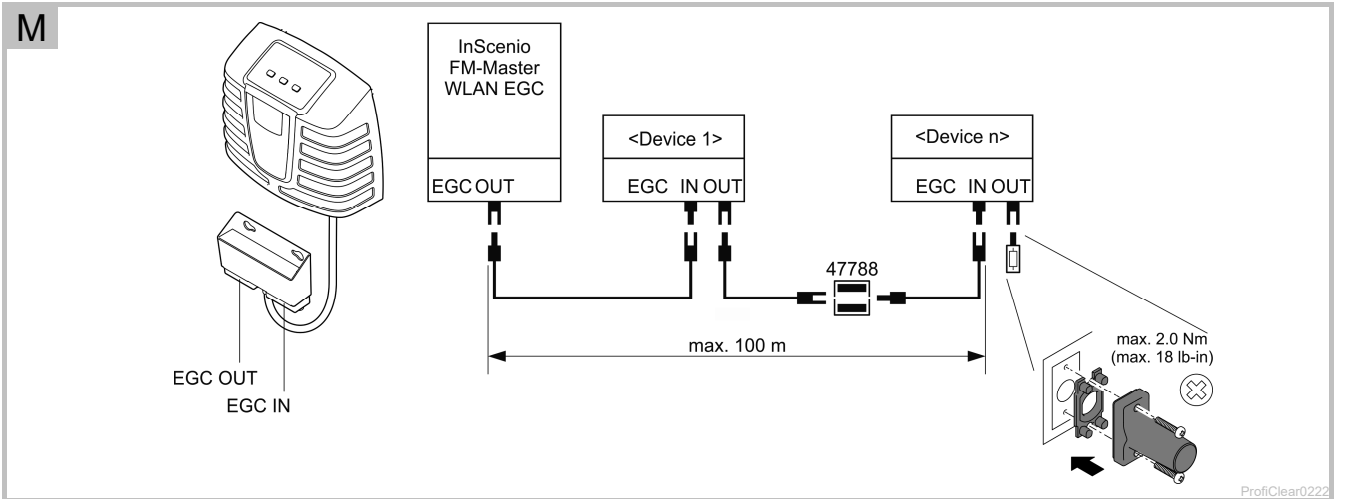 M
InScenio
FM-Master
WLAN EGC
EGC OUT
<Device 1>
EGC IN OUT
<Device n>
EGC IN OUT
47788
max. 100 m
EGC OUT
EGC IN
max. 2.0 Nm
(max. 18 lb-in)
ProfiClear0222